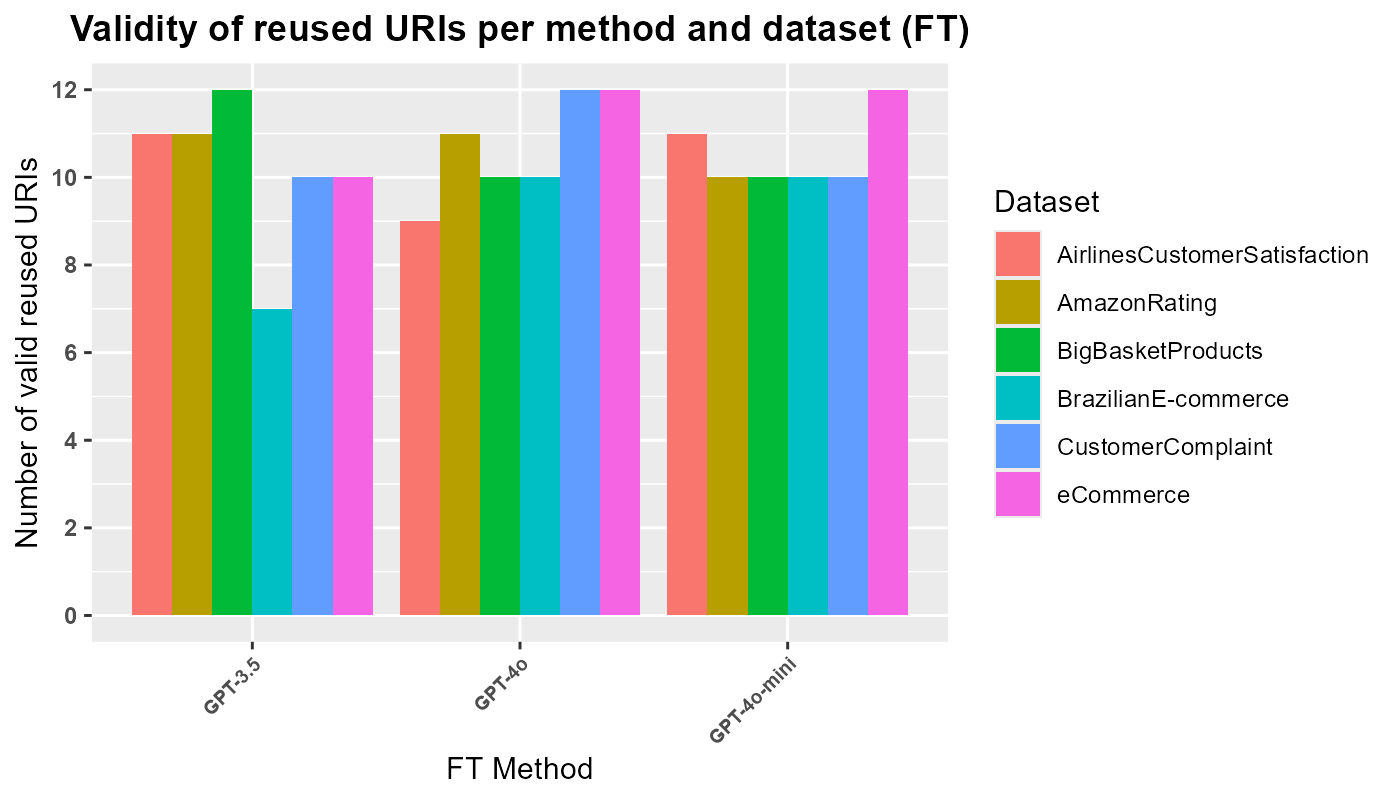 Validity of reused URIs per method and dataset (FT)
Number of valid reused URIs
12
10
8
6
4
2
0
GPT-3.5
GPT-4o
GPT-4o-mini
FT Method
Dataset
AirlinesCustomerSatisfaction
AmazonRating
BigBasketProducts
BrazilianE-commerce
CustomerComplaint
eCommerce